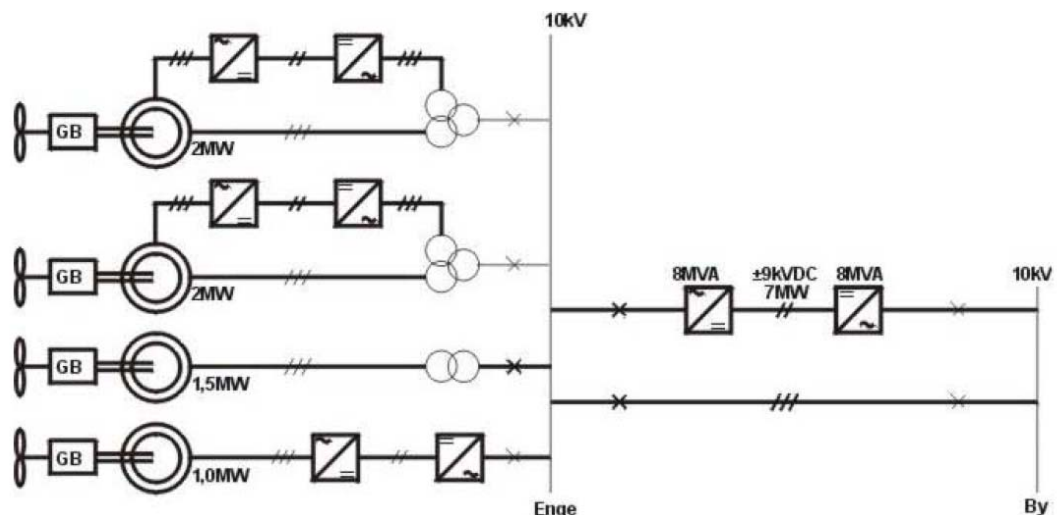 10kV
GB
2MW
GB
2MW
8MVA
±9kVDC
7MW
8MVA
10kV
GB
1,5MW
GB
1,0MW
Enge
By